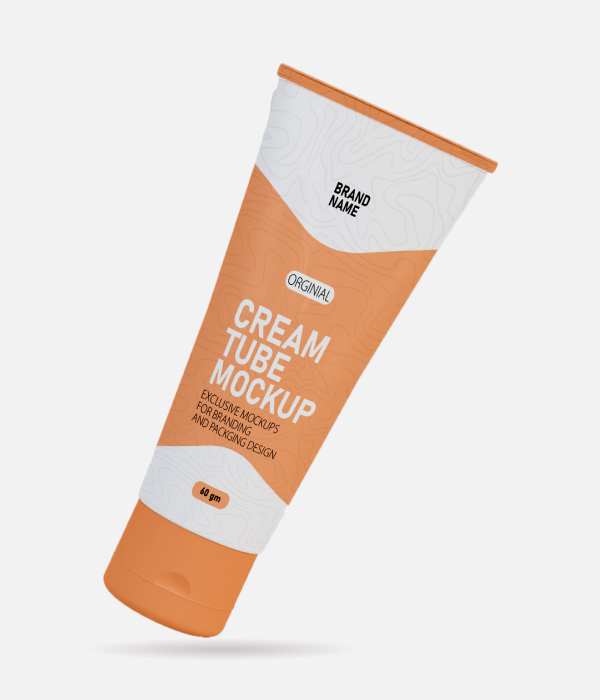 BRAND
NAME
ORGINIAL
CREAM
TUBE
MOCKUP
EXCLUSIVE MOCKUPS
FOR BRANDING
AND PACKGING DESIGN
60 gm